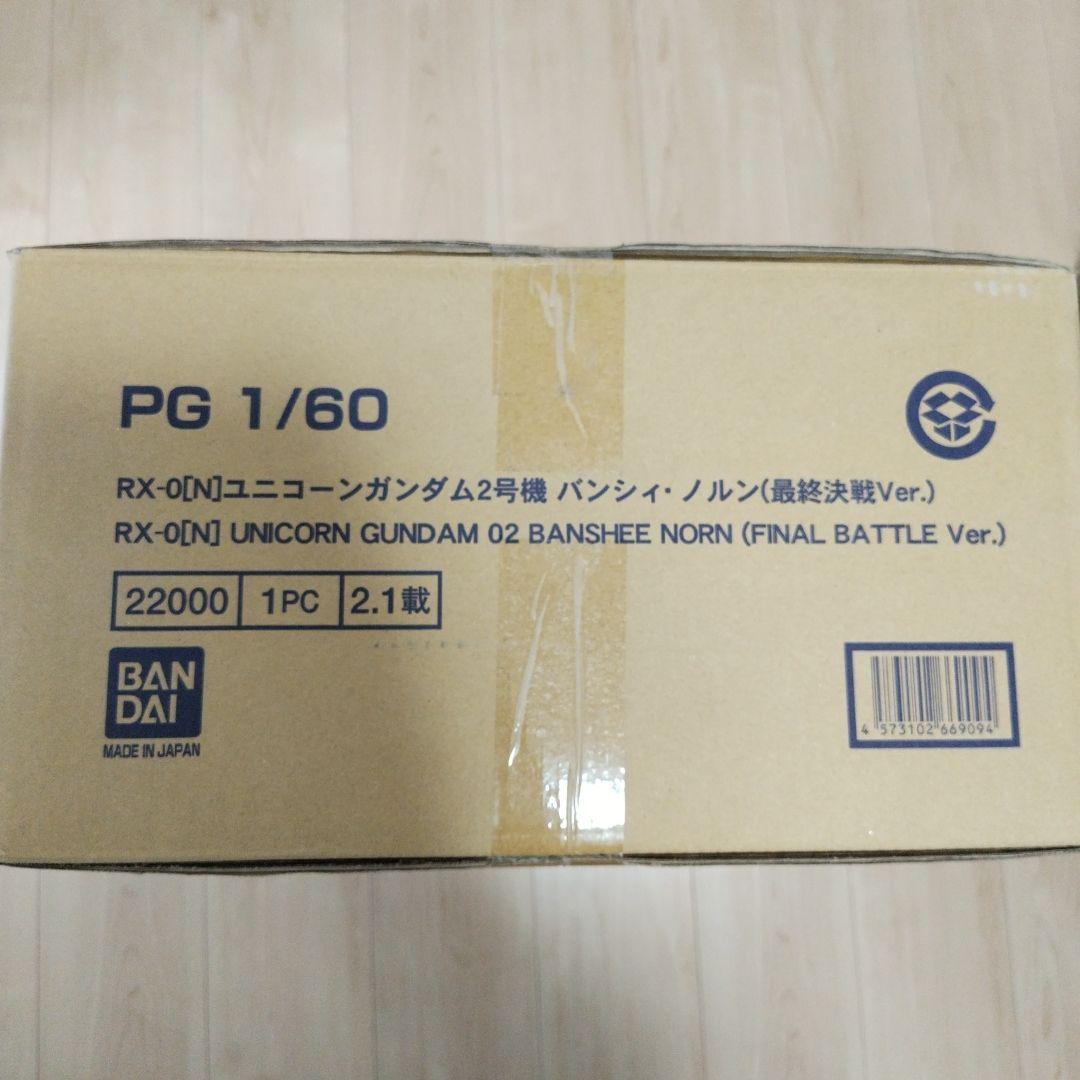 PG 1/60
RX-0[N]ユニコーンガンダム2号機 バンシィ・ノルン(最終決戦Ver.)
RX-0[N] UNICORN GUNDAM 02 BANSHEE NORN (FINAL BATTLE Ver.)
22000 1PC 2.1載
BAN
DAI
MADE IN JAPAN
4 573102 669094